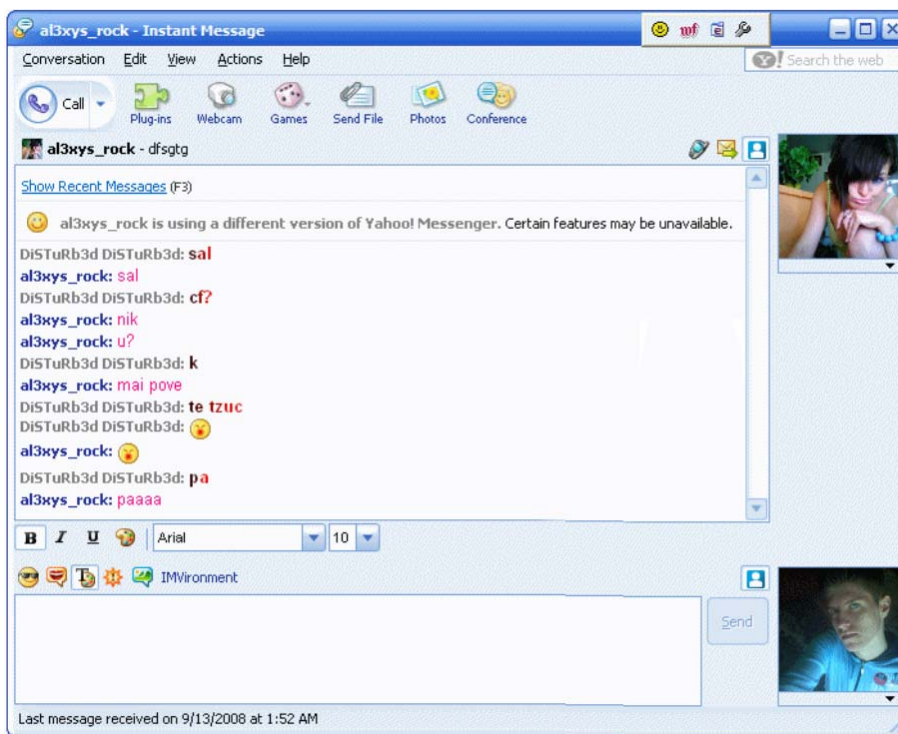 al3xys_rock - Instant Message
wf
Conversation Edit View Actions Help
Y! Search the web
Call
Plug-ins Webcam Games Send File Photos Conference
al3xys_rock - dfsgtg
Show Recent Messages (F3)
al3xys_rock is using a different version of Yahoo! Messenger. Certain features may be unavailable.
DiSTuRb3d DiSTuRb3d: sal
al3xys_rock: sal
DiSTuRb3d DiSTuRb3d: cf?
al3xys_rock: nik
al3xys_rock: u?
DiSTuRb3d DiSTuRb3d: k
al3xys_rock: mai pove
DiSTuRb3d DiSTuRb3d: te tzuc
DiSTuRb3d DiSTuRb3d:
al3xys_rock:
DiSTuRb3d DiSTuRb3d: pa
al3xys_rock: paaaa
B I U Arial 10
IMVironment
Send
Last message received on 9/13/2008 at 1:52 AM